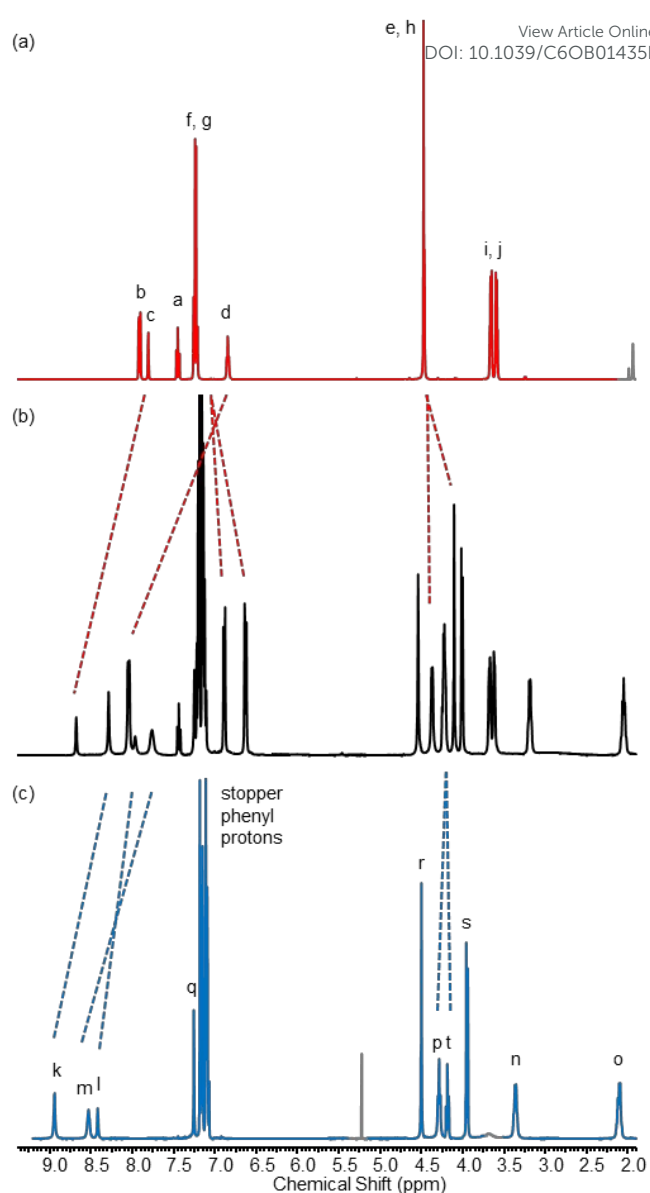 (a)
View Article Online
DOI: 10.1039/C6OB01435
e, h
f, g
i, j
b
c
a
d
(b)
(c)
stopper
phenyl
protons
r
s
q
k
m
l
p
t
n
o
9.0 8.5 8.0 7.5 7.0 6.5 6.0 5.5 5.0 4.5 4.0 3.5 3.0 2.5 2.0
Chemical Shift (ppm)